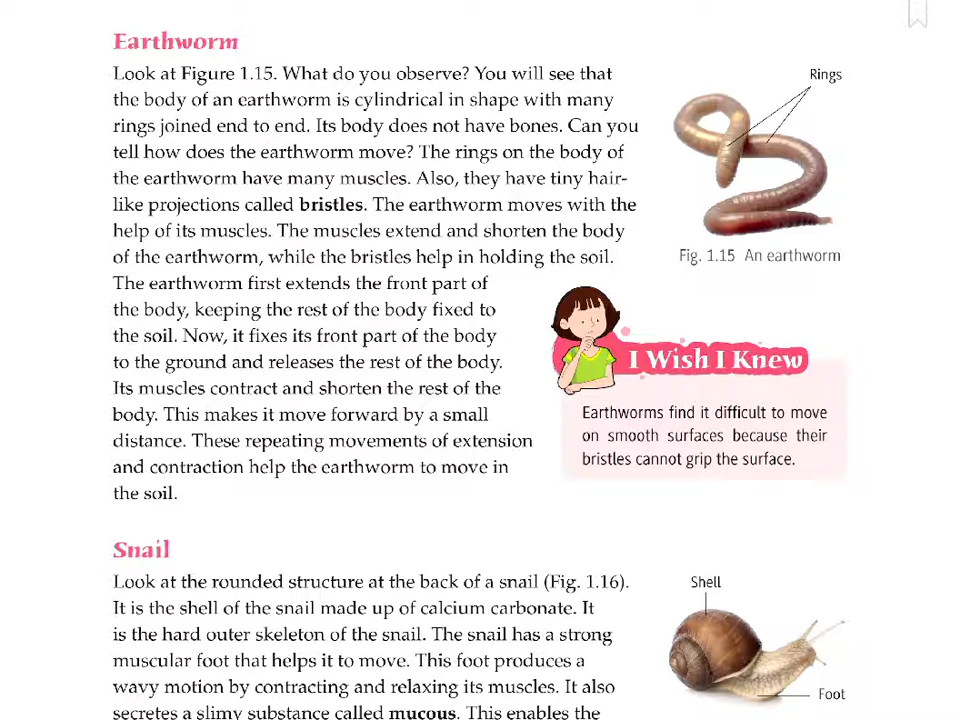 Earthworm
Look at Figure 1.15. What do you observe? You will see that
the body of an earthworm is cylindrical in shape with many
rings joined end to end. Its body does not have bones. Can you
tell how does the earthworm move? The rings on the body of
the earthworm have many muscles. Also, they have tiny hair-
like projections called bristles. The earthworm moves with the
help of its muscles. The muscles extend and shorten the body
of the earthworm, while the bristles help in holding the soil.
The earthworm first extends the front part of
the body, keeping the rest of the body fixed to
the soil. Now, it fixes its front part of the body
to the ground and releases the rest of the body.
Its muscles contract and shorten the rest of the
body. This makes it move forward by a small
distance. These repeating movements of extension
and contraction help the earthworm to move in
the soil.
Rings
Fig. 1.15 An earthworm
I Wish I Knew
Earthworms find it difficult to move
on smooth surfaces because their
bristles cannot grip the surface.
Snail
Look at the rounded structure at the back of a snail (Fig. 1.16).
It is the shell of the snail made up of calcium carbonate. It
is the hard outer skeleton of the snail. The snail has a strong
muscular foot that helps it to move. This foot produces a
wavy motion by contracting and relaxing its muscles. It also
secretes a slimy substance called mucous. This enables the
Shell
Foot